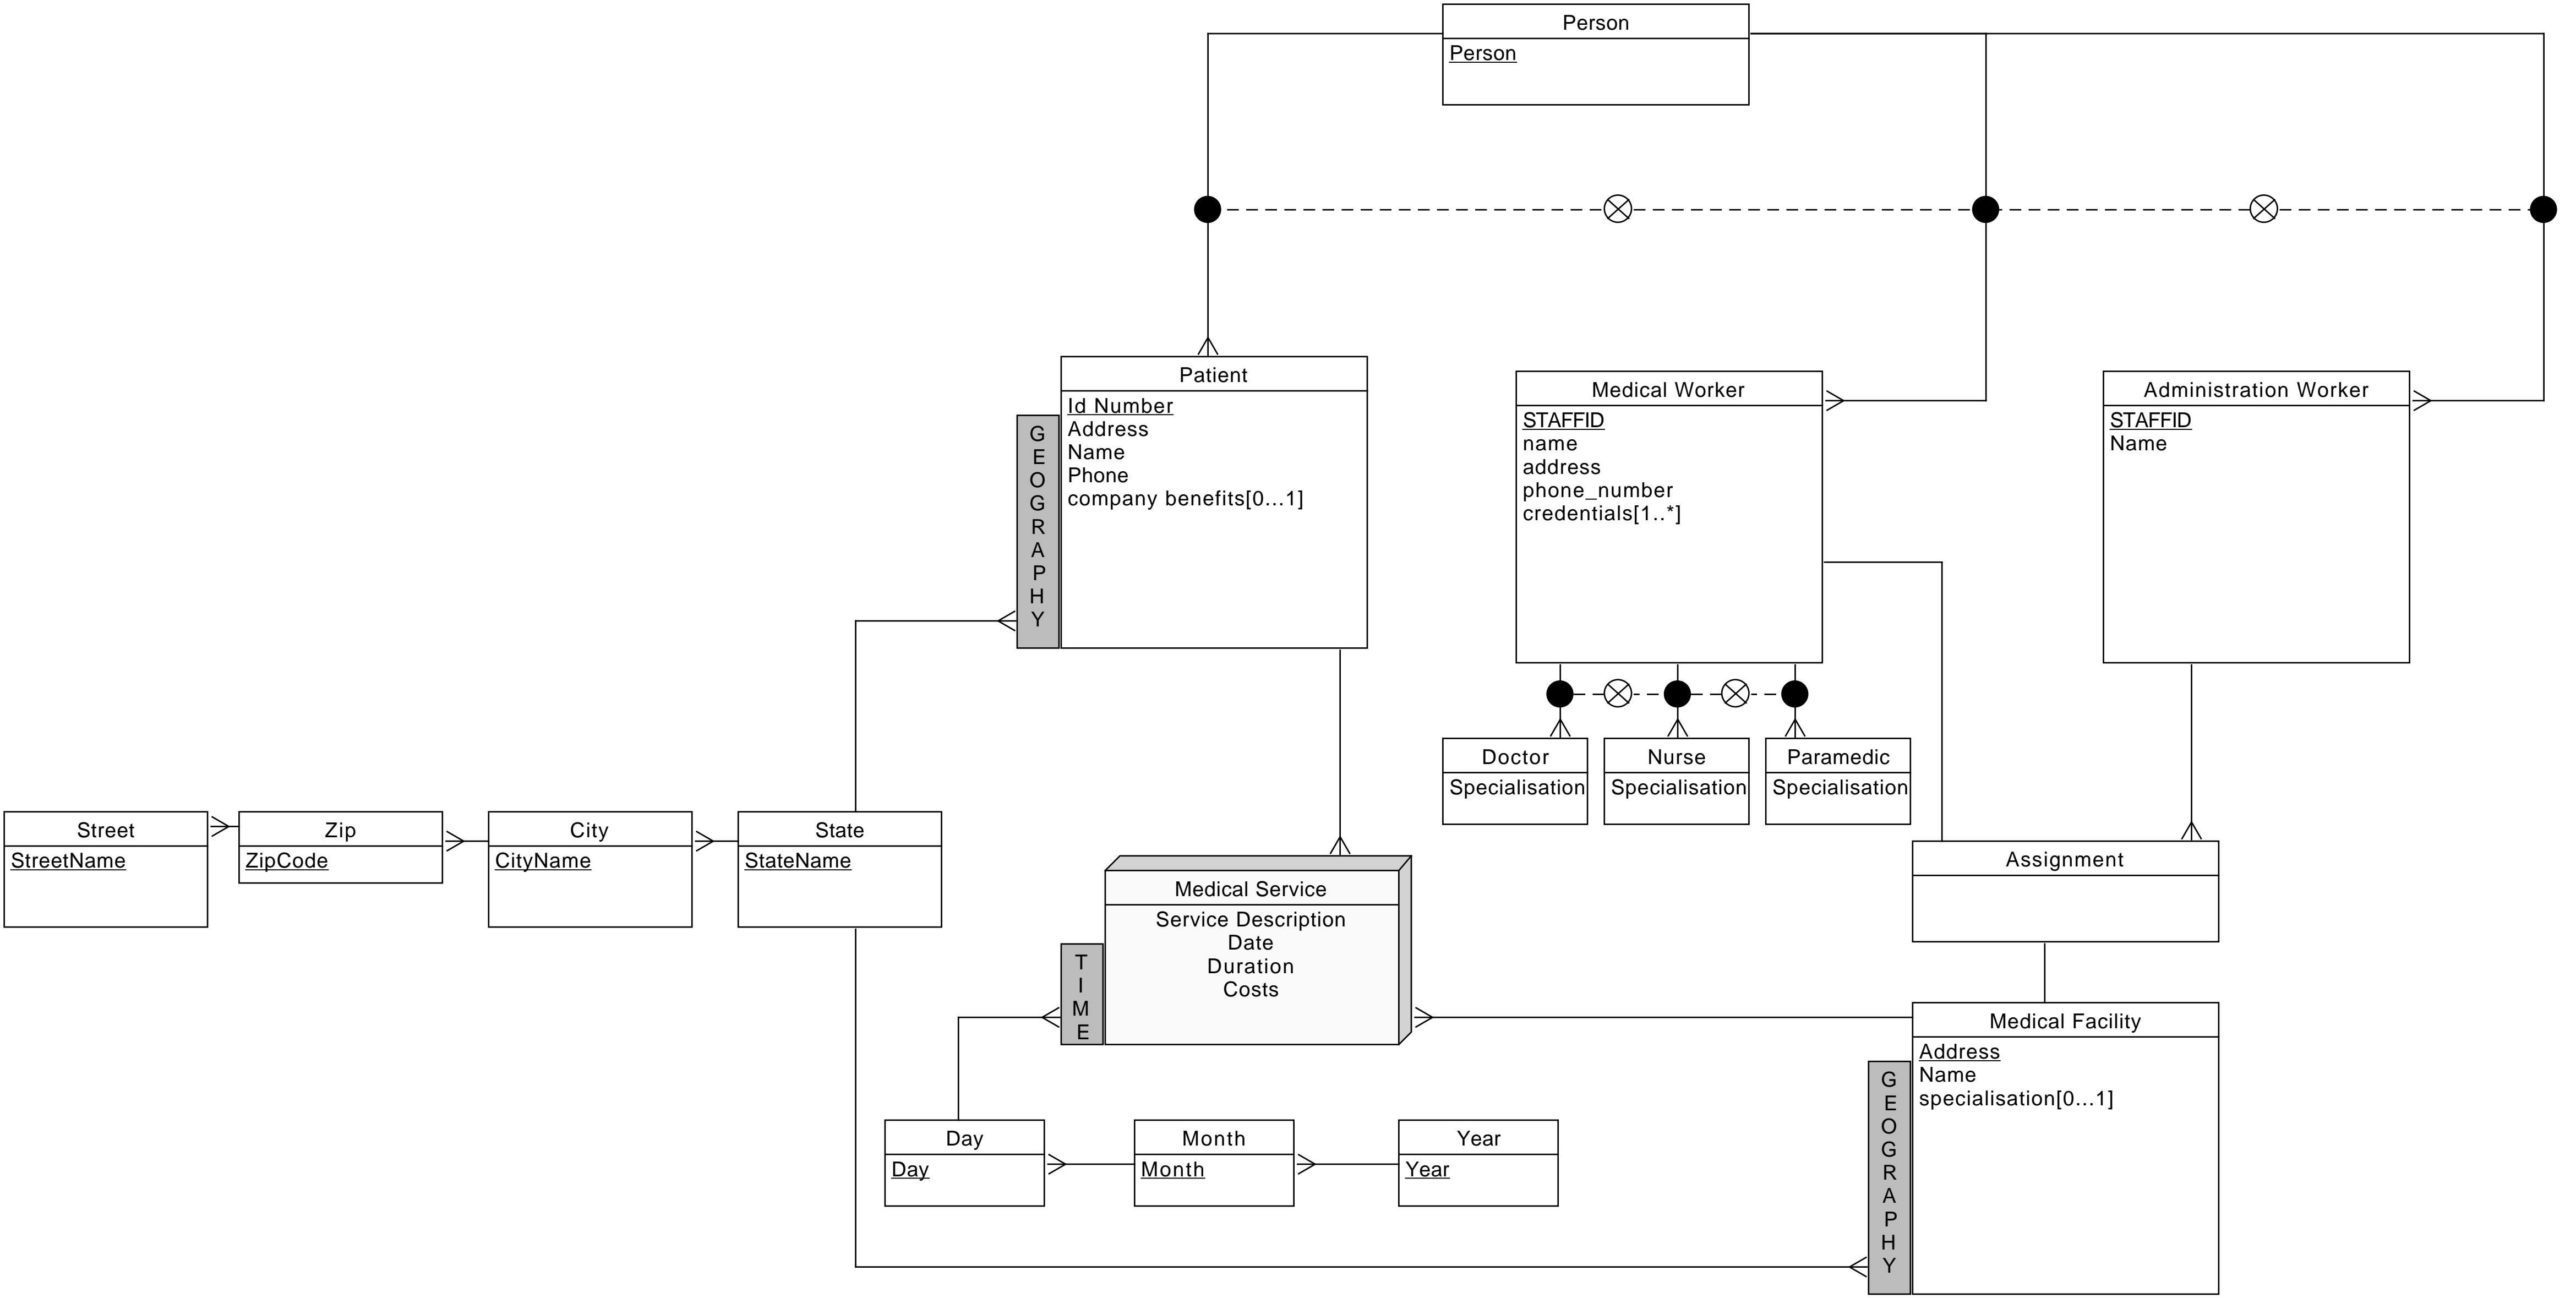 Person
Person
Patient
Id Number
Address
Name
Phone
company benefits[0...1]
GEOGRAPHY
Medical Worker
STAFFID
name
address
phone_number
credentials[1..*]
Administration Worker
STAFFID
Name
Doctor
Specialisation
Nurse
Specialisation
Paramedic
Specialisation
Street
StreetName
Zip
ZipCode
City
CityName
State
StateName
Medical Service
Service Description
Date
Duration
Costs
TIME
Assignment
Medical Facility
Address
Name
specialisation[0...1]
GEOGRAPHY
Day
Day
Month
Month
Year
Year